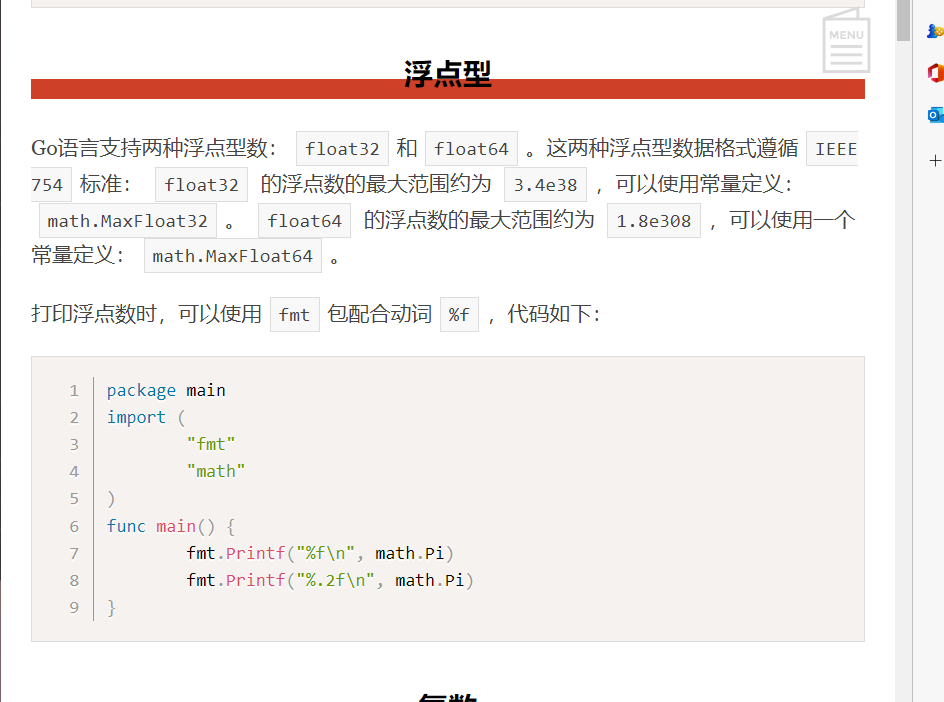 MENU
浮点型
Go语言支持两种浮点型数： float32 和 float64 。这两种浮点型数据格式遵循 IEEE
754 标准： float32 的浮点数的最大范围约为 3.4e38 ，可以使用常量定义：
math.MaxFloat32 。 float64 的浮点数的最大范围约为 1.8e308 ，可以使用一个
常量定义： math.MaxFloat64 。
打印浮点数时，可以使用 fmt 包配合动词 %f ，代码如下：
1 package main
2 import (
3 "fmt"
4 "math"
5 )
6 func main() {
7 fmt.Printf("%f\n", math.Pi)
8 fmt.Printf("%.2f\n", math.Pi)
9 }